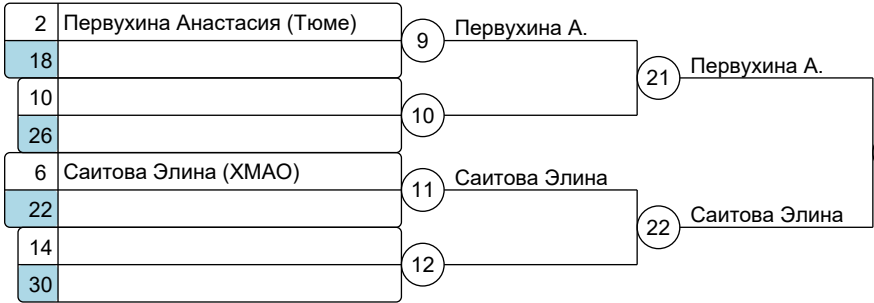 2 Первухина Анастасия (Тюме)
18
9 Первухина А.
10
26
10
21 Первухина А.
6 Саитова Элина (ХМАО)
22
11 Саитова Элина
14
30
12
22 Саитова Элина